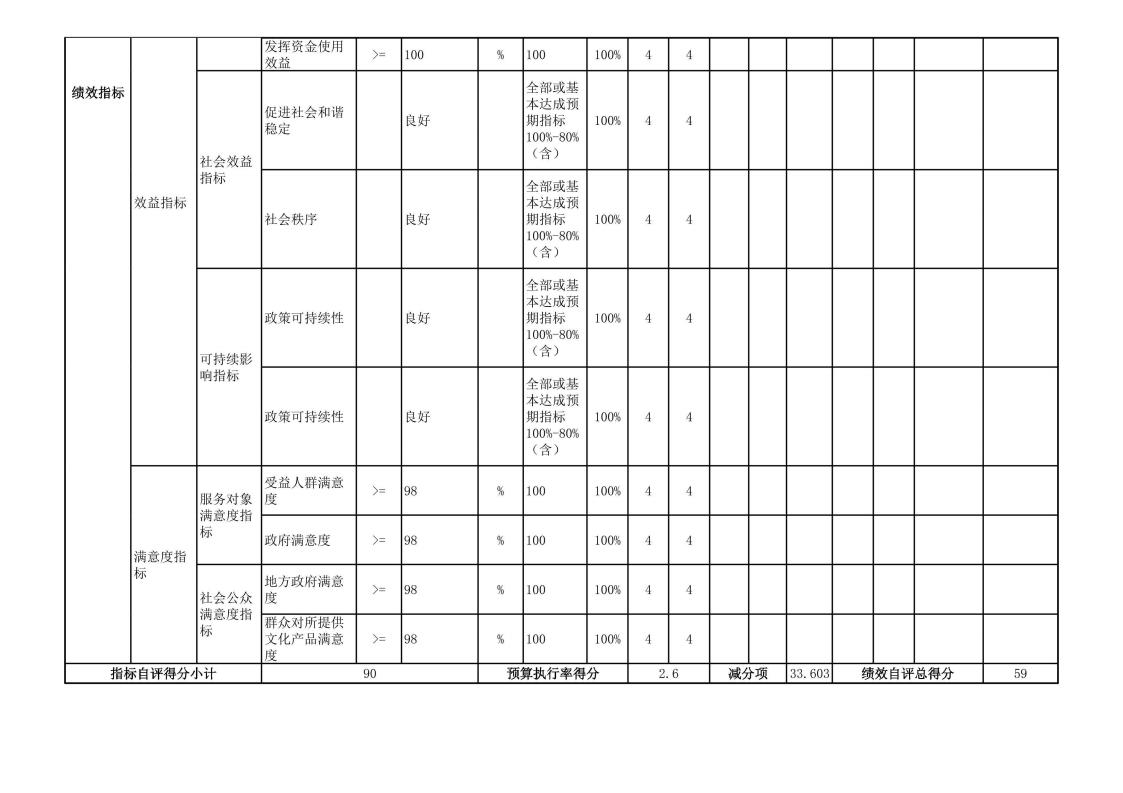 绩效指标
效益指标
发挥资金使用
效益
>=
100
%
100
100%
4
4
社会效益
指标
促进社会和谐
稳定
良好
全部或基
本达成预
期指标
100%-80%
（含）
100%
4
4
社会秩序
良好
全部或基
本达成预
期指标
100%-80%
（含）
100%
4
4
可持续影
响指标
政策可持续性
良好
全部或基
本达成预
期指标
100%-80%
（含）
100%
4
4
政策可持续性
良好
全部或基
本达成预
期指标
100%-80%
（含）
100%
4
4
满意度指
标
服务对象
满意度指
标
受益人群满意
度
>=
98
%
100
100%
4
4
政府满意度
>=
98
%
100
100%
4
4
社会公众
满意度指
标
地方政府满意
度
>=
98
%
100
100%
4
4
群众对所提供
文化产品满意
度
>=
98
%
100
100%
4
4
指标自评得分小计
90
预算执行率得分
2.6
减分项
33.603
绩效自评总得分
59